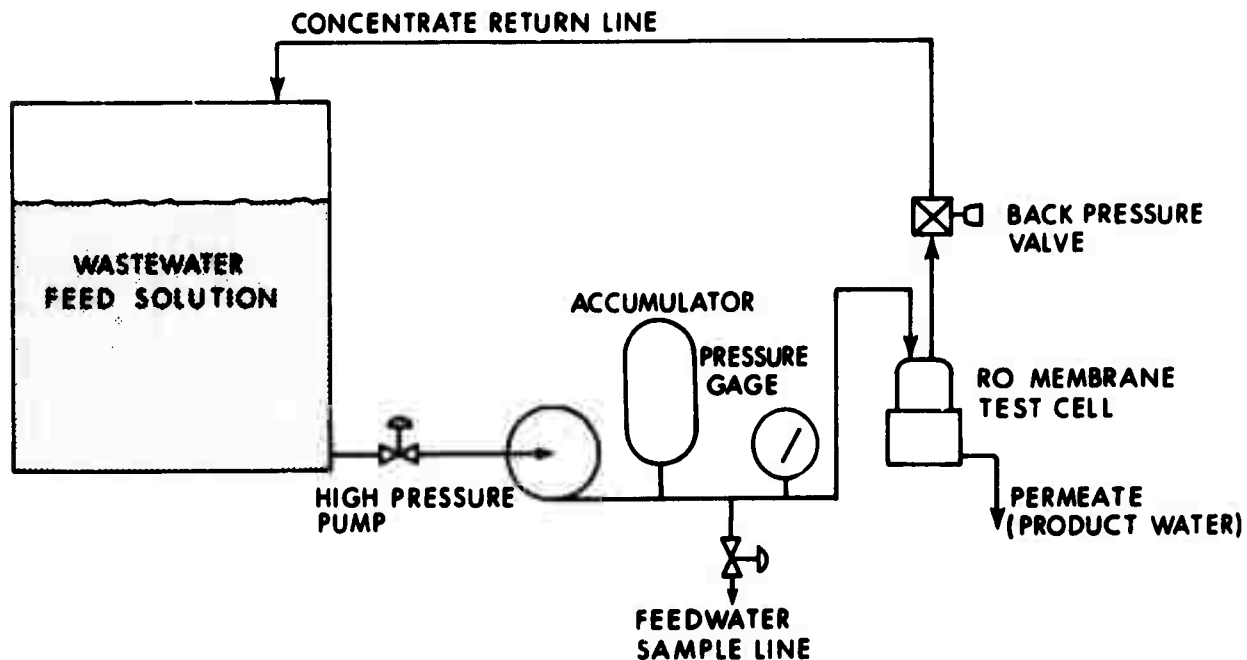 CONCENTRATE RETURN LINE
WASTEWATER
FEED SOLUTION
BACK PRESSURE
VALVE
ACCUMULATOR
PRESSURE
GAGE
RO MEMBRANE
TEST CELL
HIGH PRESSURE
PUMP
PERMEATE
(PRODUCT WATER)
FEEDWATER
SAMPLE LINE